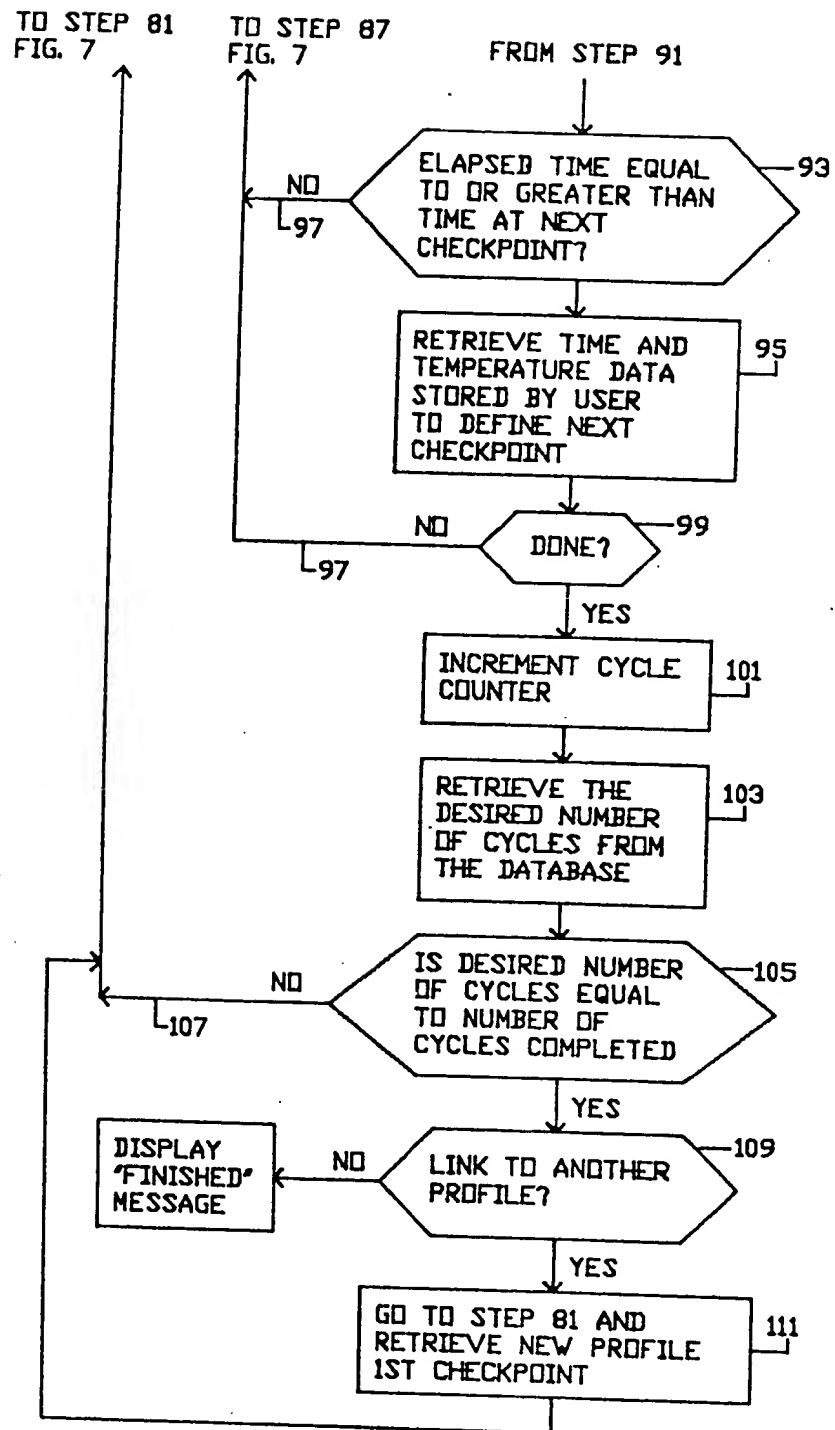 TO STEP 81
FIG. 7
TO STEP 87
FIG. 7
FROM STEP 91
ELAPSED TIME EQUAL
TO OR GREATER THAN
TIME AT NEXT
CHECKPOINT?
93
NO
97
RETRIEVE TIME AND
TEMPERATURE DATA
STORED BY USER
TO DEFINE NEXT
CHECKPOINT
95
DONE?
99
NO
97
YES
INCREMENT CYCLE
COUNTER
101
RETRIEVE THE
DESIRED NUMBER
OF CYCLES FROM
THE DATABASE
103
IS DESIRED NUMBER
OF CYCLES EQUAL
TO NUMBER OF
CYCLES COMPLETED
105
NO
107
YES
LINK TO ANOTHER
PROFILE?
109
NO
DISPLAY
"FINISHED"
MESSAGE
YES
GO TO STEP 81 AND
RETRIEVE NEW PROFILE
1ST CHECKPOINT
111